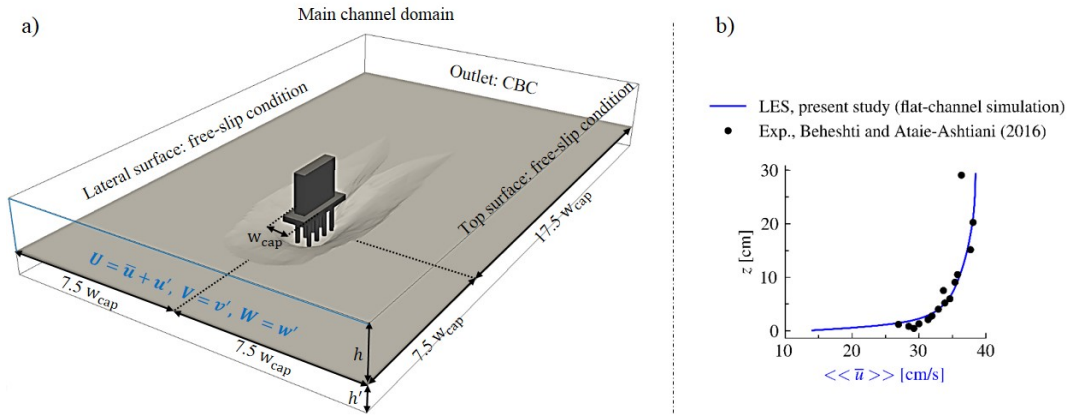 Main channel domain
a)
Outlet: CBC
Lateral surface: free-slip condition
Top surface: free-slip condition
w_cap
U = u̅ + u′, V = v′, W = w′
7.5 w_cap
7.5 w_cap
7.5 w_cap
17.5 w_cap
h
h′
b)
LES, present study (flat-channel simulation)
Exp., Beheshti and Ataie-Ashtiani (2016)
30
20
10
0
z [cm]
10 20 30 40
<< u̅ >> [cm/s]